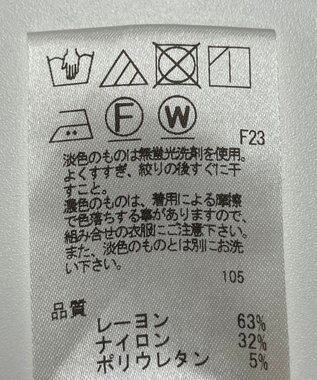 F W
F23
淡色のものは無蛍光洗剤を使用。
よくすすぎ、絞りの後すぐに干
すこと。
濃色のものは、着用による摩擦
で色落ちする事がありますので、
組み合せの衣服にご注意下さい。
また、淡色のものとは別にお洗
い下さい。
105
品質
レーヨン 63%
ナイロン 32%
ポリウレタン 5%